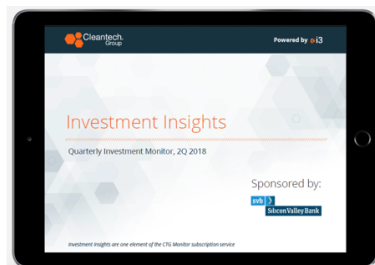 Cleantech.
Group
Powered by i3
Investment Insights
Quarterly Investment Monitor, 2Q 2018
Sponsored by:
svb
Silicon Valley Bank
Investment Insights are one element of the CTG Monitor subscription service